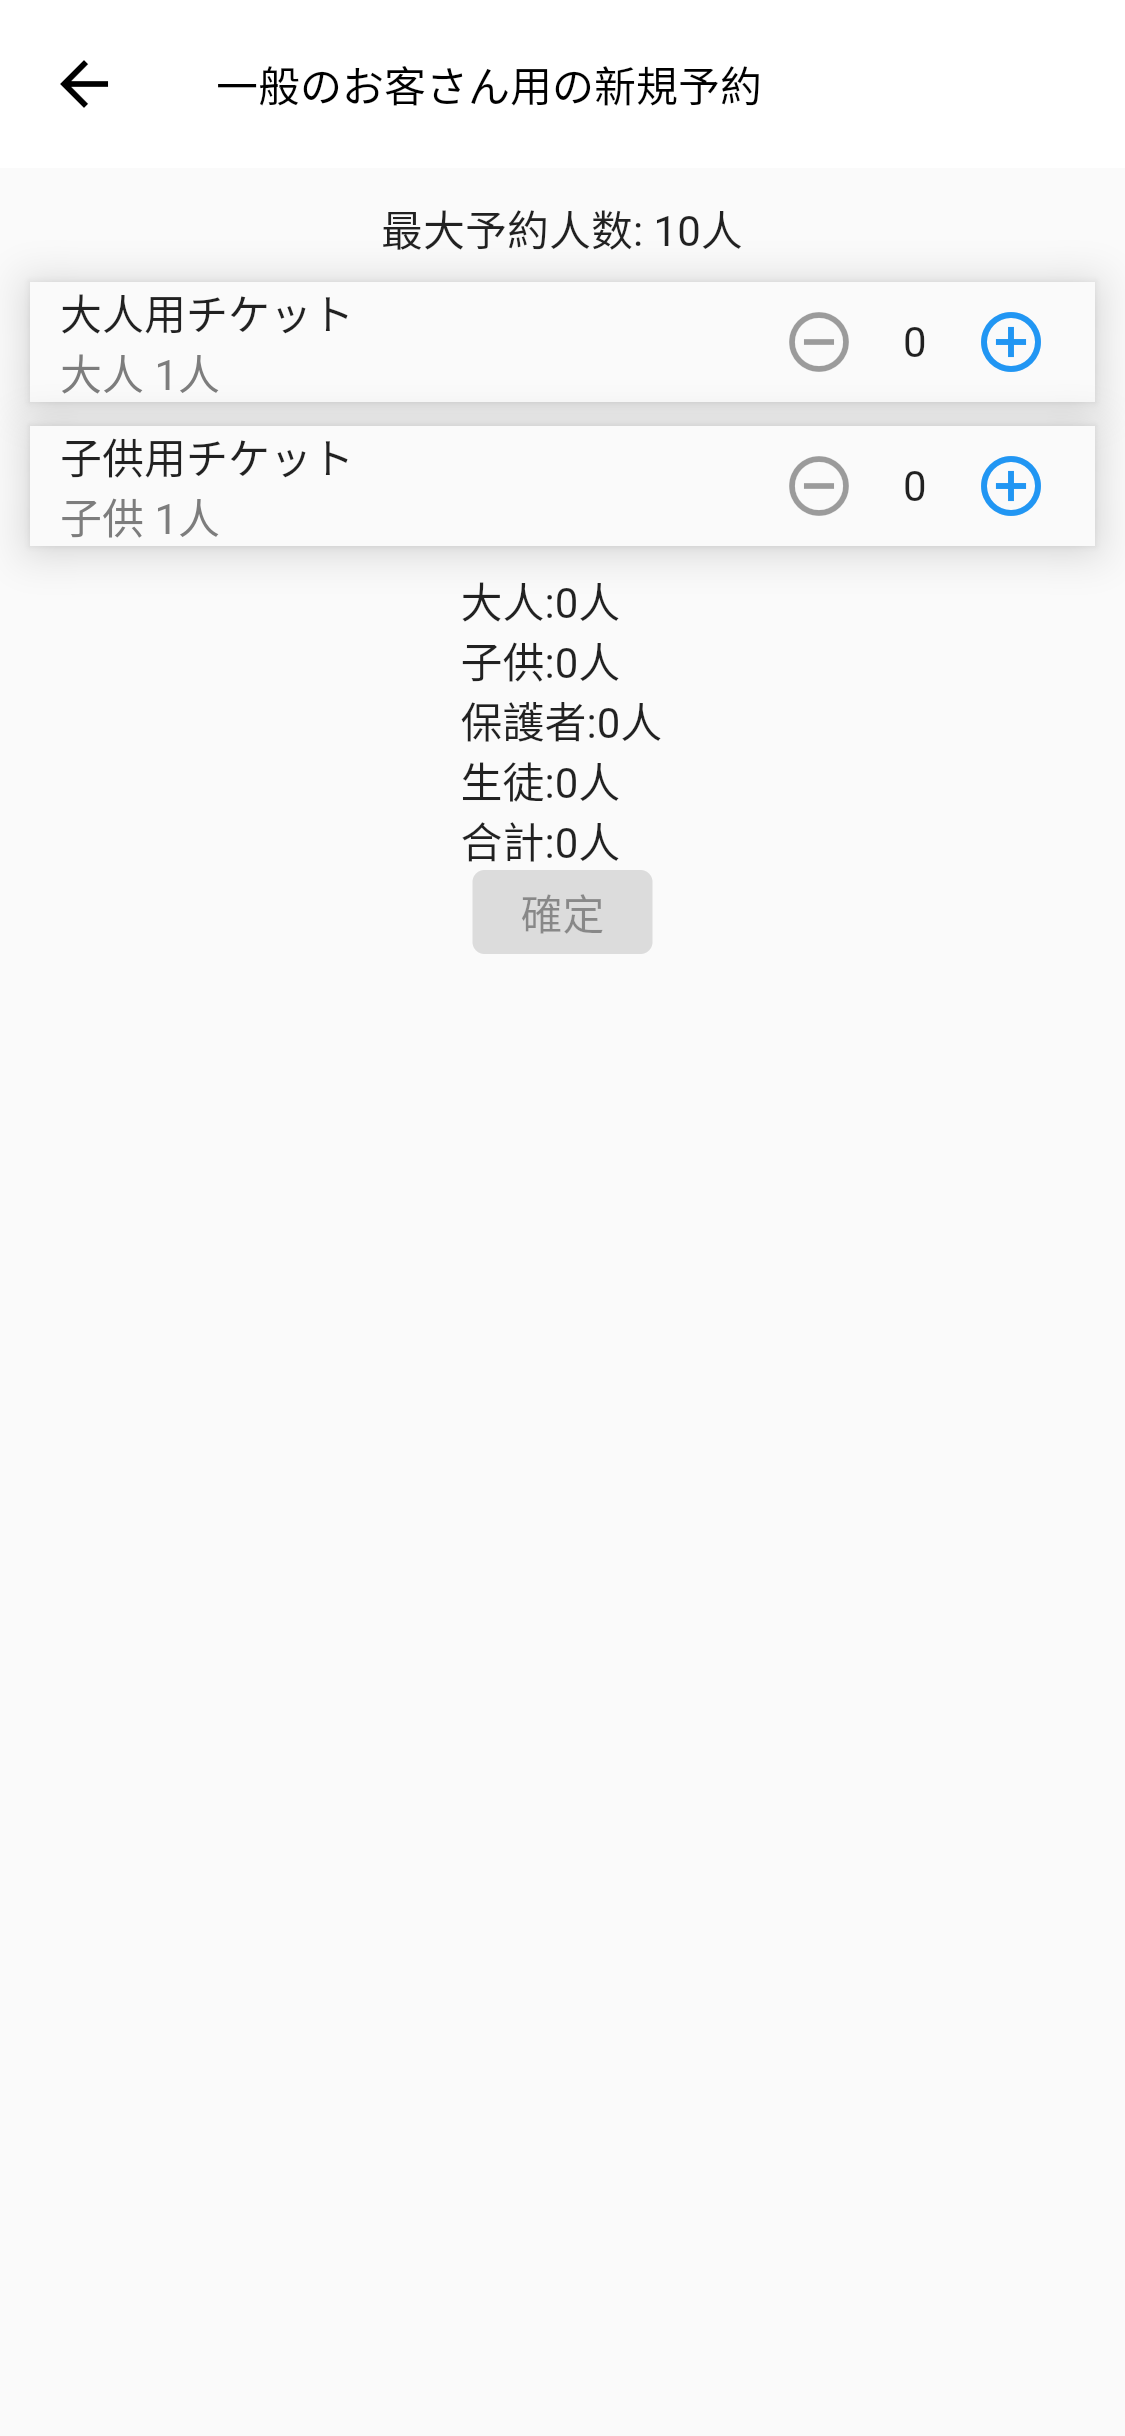 一般のお客さん用の新規予約
最大予約人数: 10人
大人用チケット
大人 1人
0
子供用チケット
子供 1人
0
大人:0人
子供:0人
保護者:0人
生徒:0人
合計:0人
確定